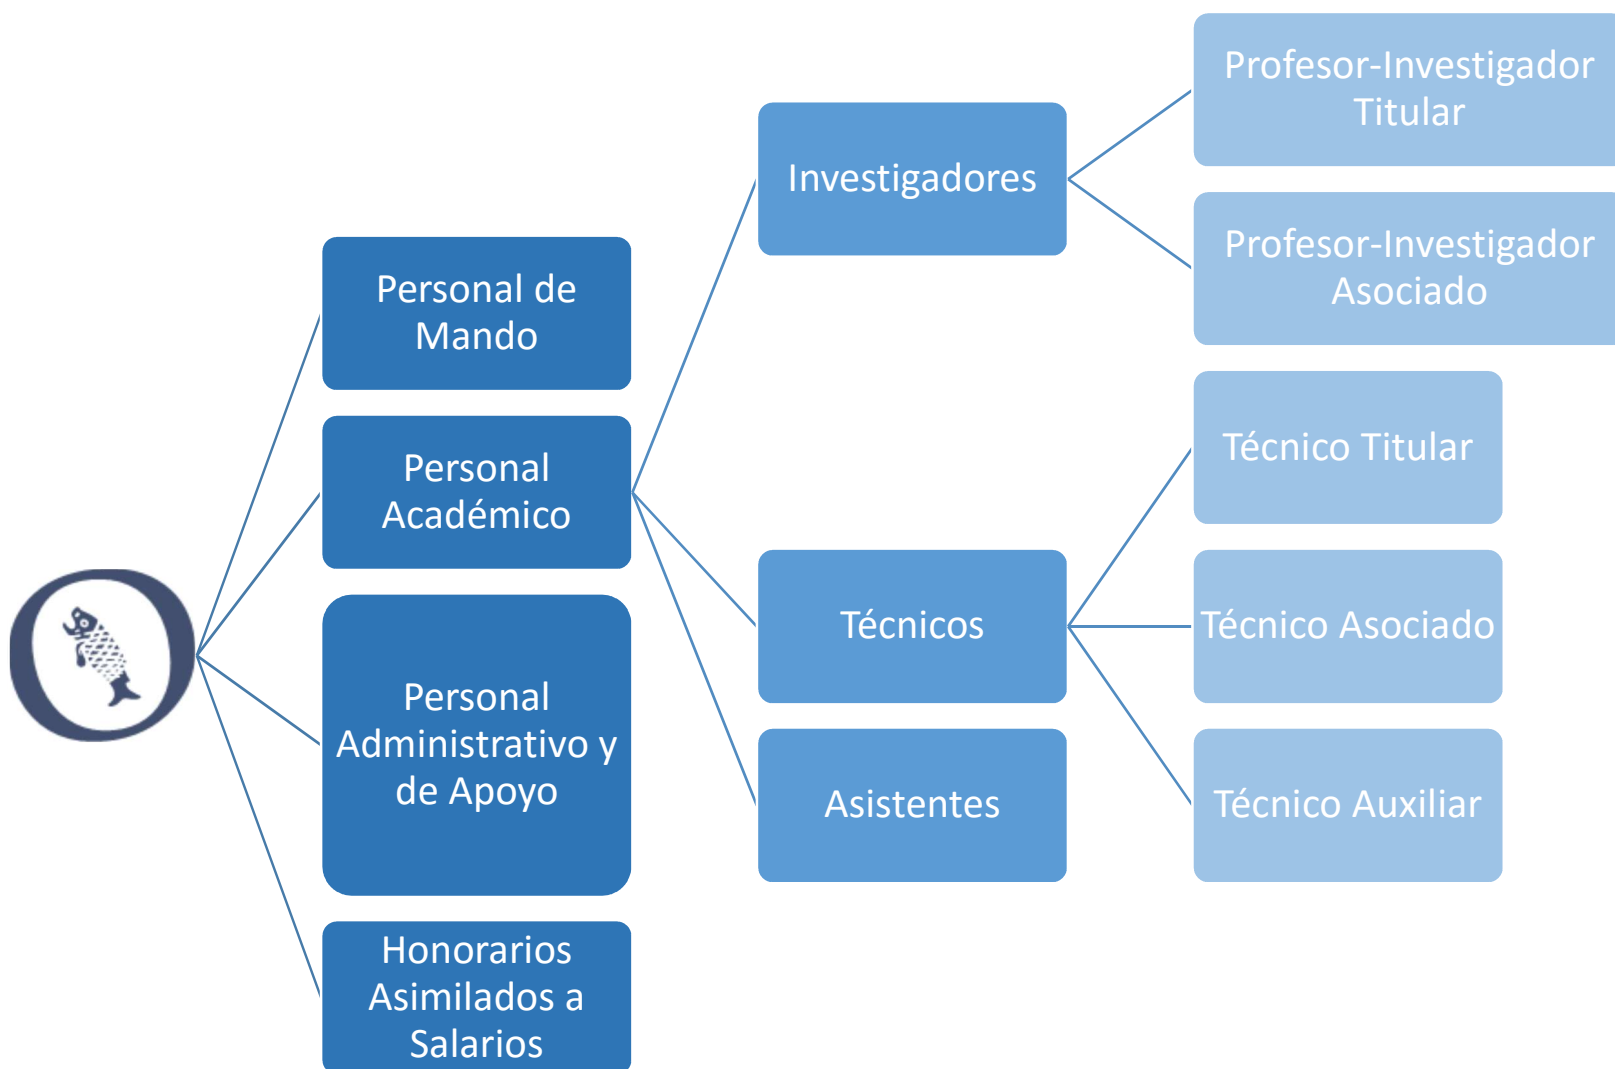 Personal de
Mando
Personal
Académico
Personal
Administrativo y
de Apoyo
Honorarios
Asimilados a
Salarios
Investigadores
Técnicos
Asistentes
Profesor-Investigador
Titular
Profesor-Investigador
Asociado
Técnico Titular
Técnico Asociado
Técnico Auxiliar